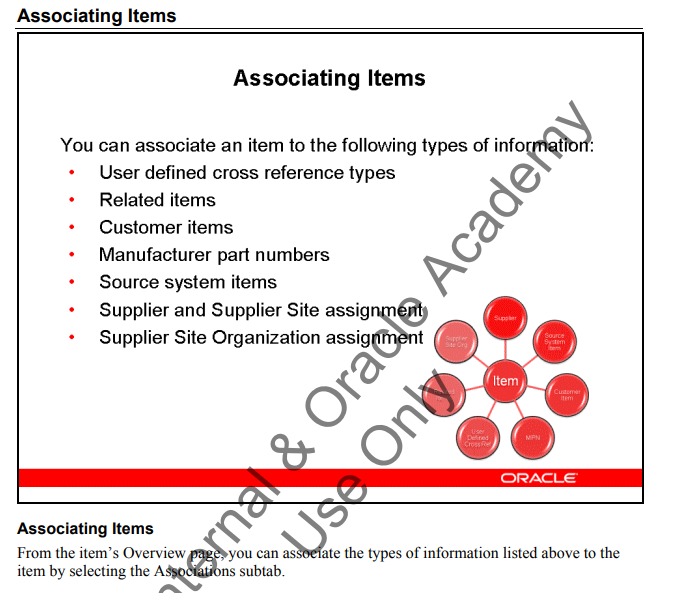 Associating Items
Associating Items
You can associate an item to the following types of information:
• User defined cross reference types
• Related items
• Customer items
• Manufacturer part numbers
• Source system items
• Supplier and Supplier Site assignment
• Supplier Site Organization assignment
Supplier
Supplier
Site Org
Source
System
Item
Item
Customer
Item
User
Defined
CrossRef
MPN
ORACLE
Associating Items
From the item's Overview page, you can associate the types of information listed above to the
item by selecting the Associations subtab.
& Oracle Academy
Use Only